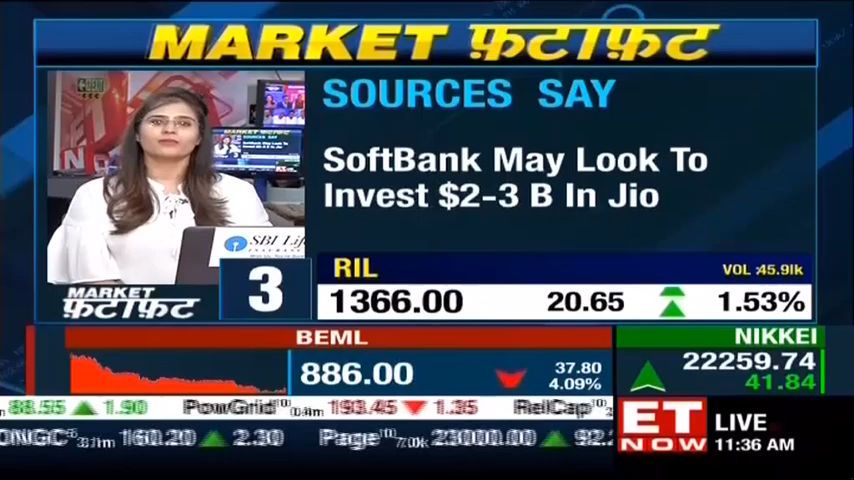 MARKET फ़टाफ़ट
SOURCES SAY
SoftBank May Look To
Invest $2-3 B In Jio
SBI Life
MARKET
फ़टाफ़ट
3
RIL
VOL :45.91k
1366.00 20.65 1.53%
BEML
886.00
37.80
4.09%
NIKKEI
22259.74
41.84
88.55 1.90 PowGrid 193.45 1.35 RelCap
ONGC 160.20 2.30 Page 23000.00 92.2
ET
NOW
LIVE
11:36 AM